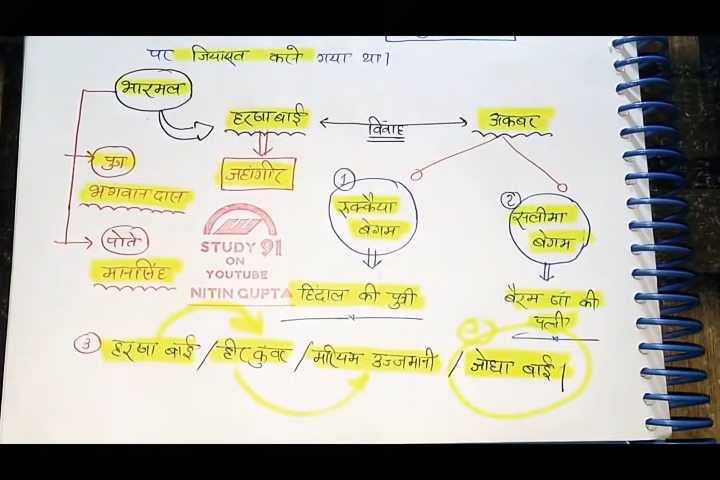 पर जियारत करने गया था।
भारमल
हरखाबाई
विवाह
अकबर
पुत्र
भगवान दास
जहांगीर
पोते
मानसिंह
1
रुक्कैया
बेगम
2
सलीमा
बेगम
हिंदाल की पुत्री
बैरम खां की
पत्नी
STUDY 91
ON
YOUTUBE
NITIN GUPTA
3 हरखा बाई / हीर कुंवर / मरियम उज्जमानी / जोधा बाई /